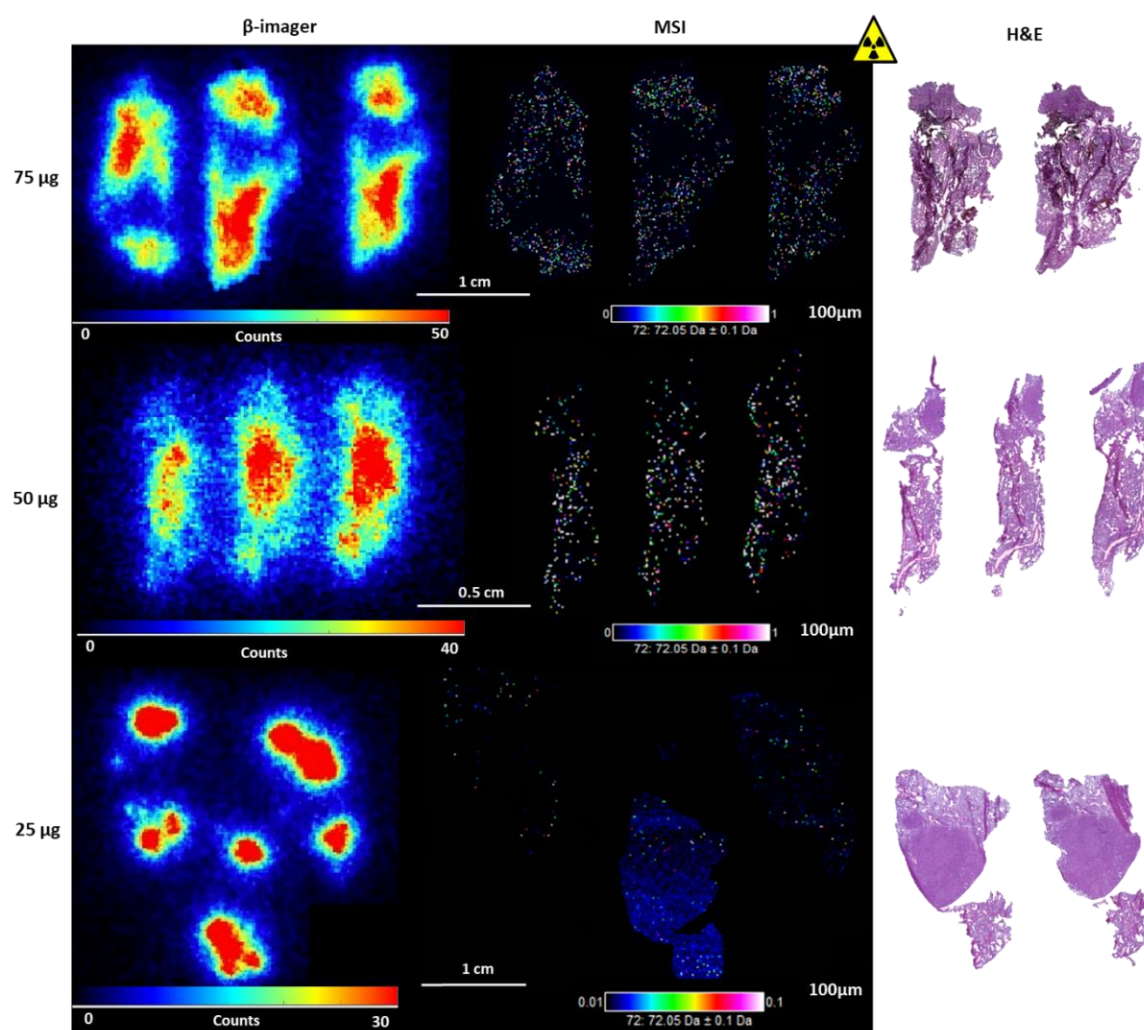 β-imager MSI H&E
75 µg
1 cm
0 50
Counts
0 1 100µm
72: 72.05 Da ± 0.1 Da
50 µg
0.5 cm
0 40
Counts
0 1 100µm
72: 72.05 Da ± 0.1 Da
25 µg
1 cm
0 30
Counts
0.01 0.1 100µm
72: 72.05 Da ± 0.1 Da